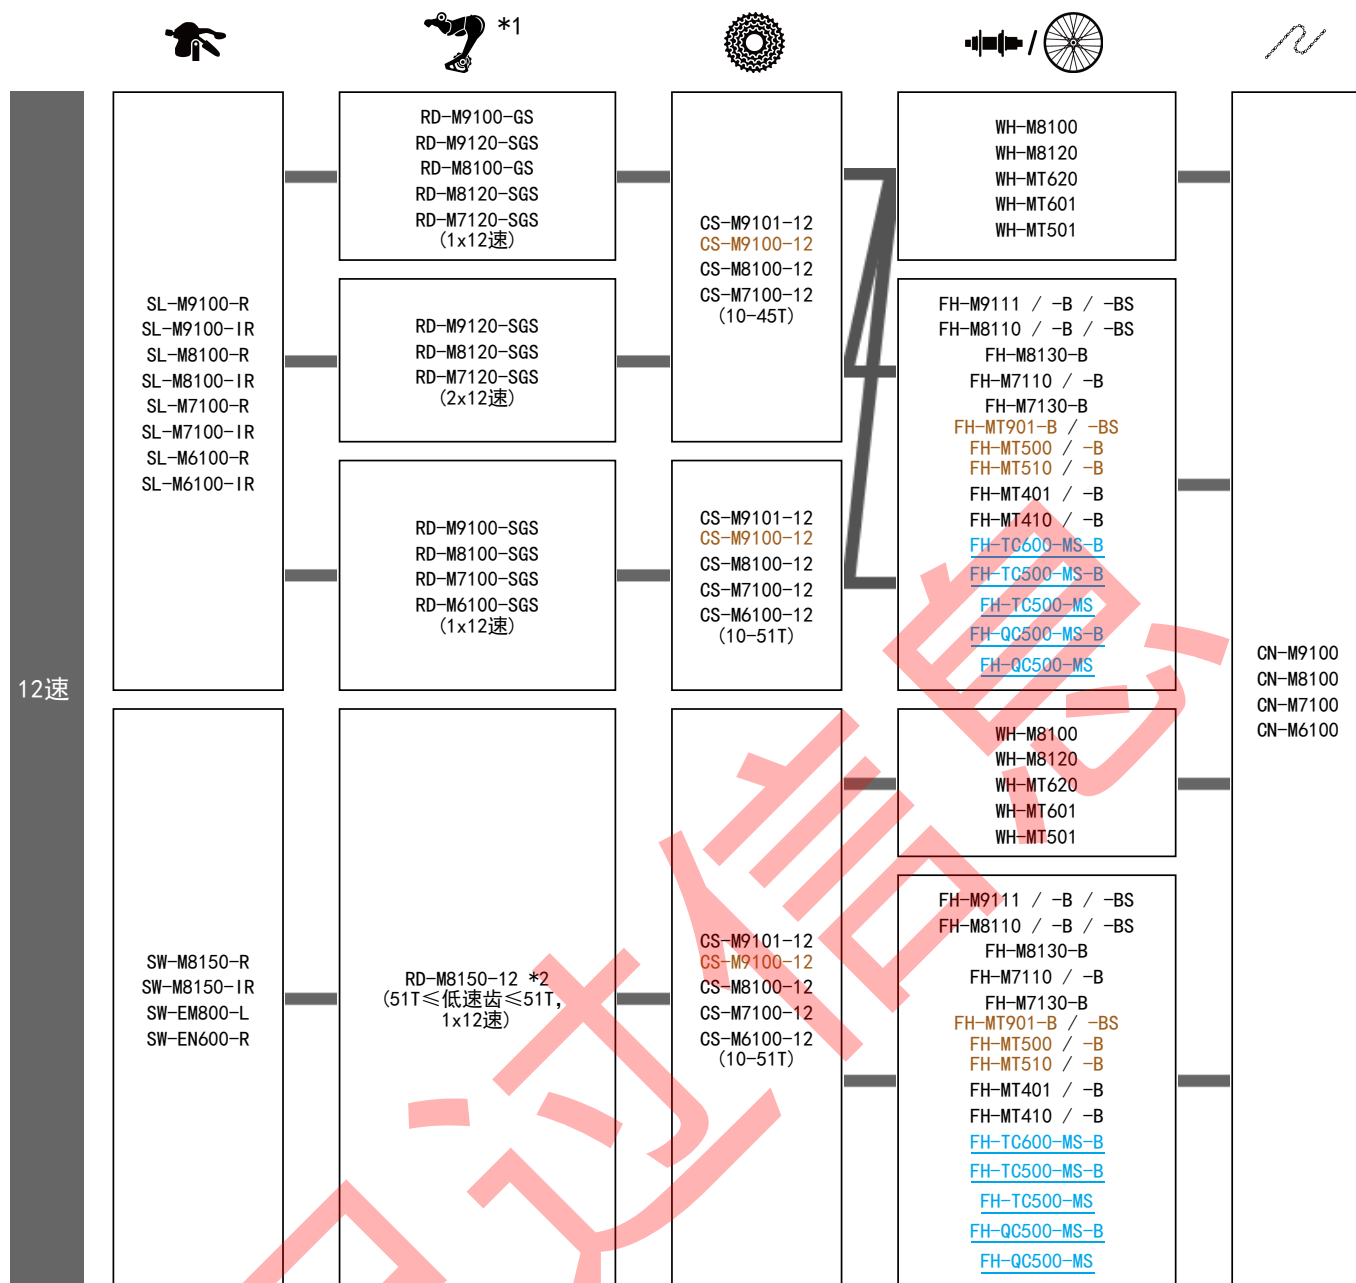 *1
12速
SL-M9100-R
SL-M9100-IR
SL-M8100-R
SL-M8100-IR
SL-M7100-R
SL-M7100-IR
SL-M6100-R
SL-M6100-IR
RD-M9100-GS
RD-M9120-SGS
RD-M8100-GS
RD-M8120-SGS
RD-M7120-SGS
(1x12速)
RD-M9120-SGS
RD-M8120-SGS
RD-M7120-SGS
(2x12速)
RD-M9100-SGS
RD-M8100-SGS
RD-M7100-SGS
RD-M6100-SGS
(1x12速)
CS-M9101-12
CS-M9100-12
CS-M8100-12
CS-M7100-12
(10-45T)
CS-M9101-12
CS-M9100-12
CS-M8100-12
CS-M7100-12
CS-M6100-12
(10-51T)
WH-M8100
WH-M8120
WH-MT620
WH-MT601
WH-MT501
FH-M9111 / -B / -BS
FH-M8110 / -B / -BS
FH-M8130-B
FH-M7110 / -B
FH-M7130-B
FH-MT901-B / -BS
FH-MT500 / -B
FH-MT510 / -B
FH-MT401 / -B
FH-MT410 / -B
FH-TC600-MS-B
FH-TC500-MS-B
FH-TC500-MS
FH-QC500-MS-B
FH-QC500-MS
CN-M9100
CN-M8100
CN-M7100
CN-M6100
SW-M8150-R
SW-M8150-IR
SW-EM800-L
SW-EN600-R
RD-M8150-12 *2
(51T≤低速齿≤51T,
1x12速)
CS-M9101-12
CS-M9100-12
CS-M8100-12
CS-M7100-12
CS-M6100-12
(10-51T)
WH-M8100
WH-M8120
WH-MT620
WH-MT601
WH-MT501
FH-M9111 / -B / -BS
FH-M8110 / -B / -BS
FH-M8130-B
FH-M7110 / -B
FH-M7130-B
FH-MT901-B / -BS
FH-MT500 / -B
FH-MT510 / -B
FH-MT401 / -B
FH-MT410 / -B
FH-TC600-MS-B
FH-TC500-MS-B
FH-TC500-MS
FH-QC500-MS-B
FH-QC500-MS
过信息